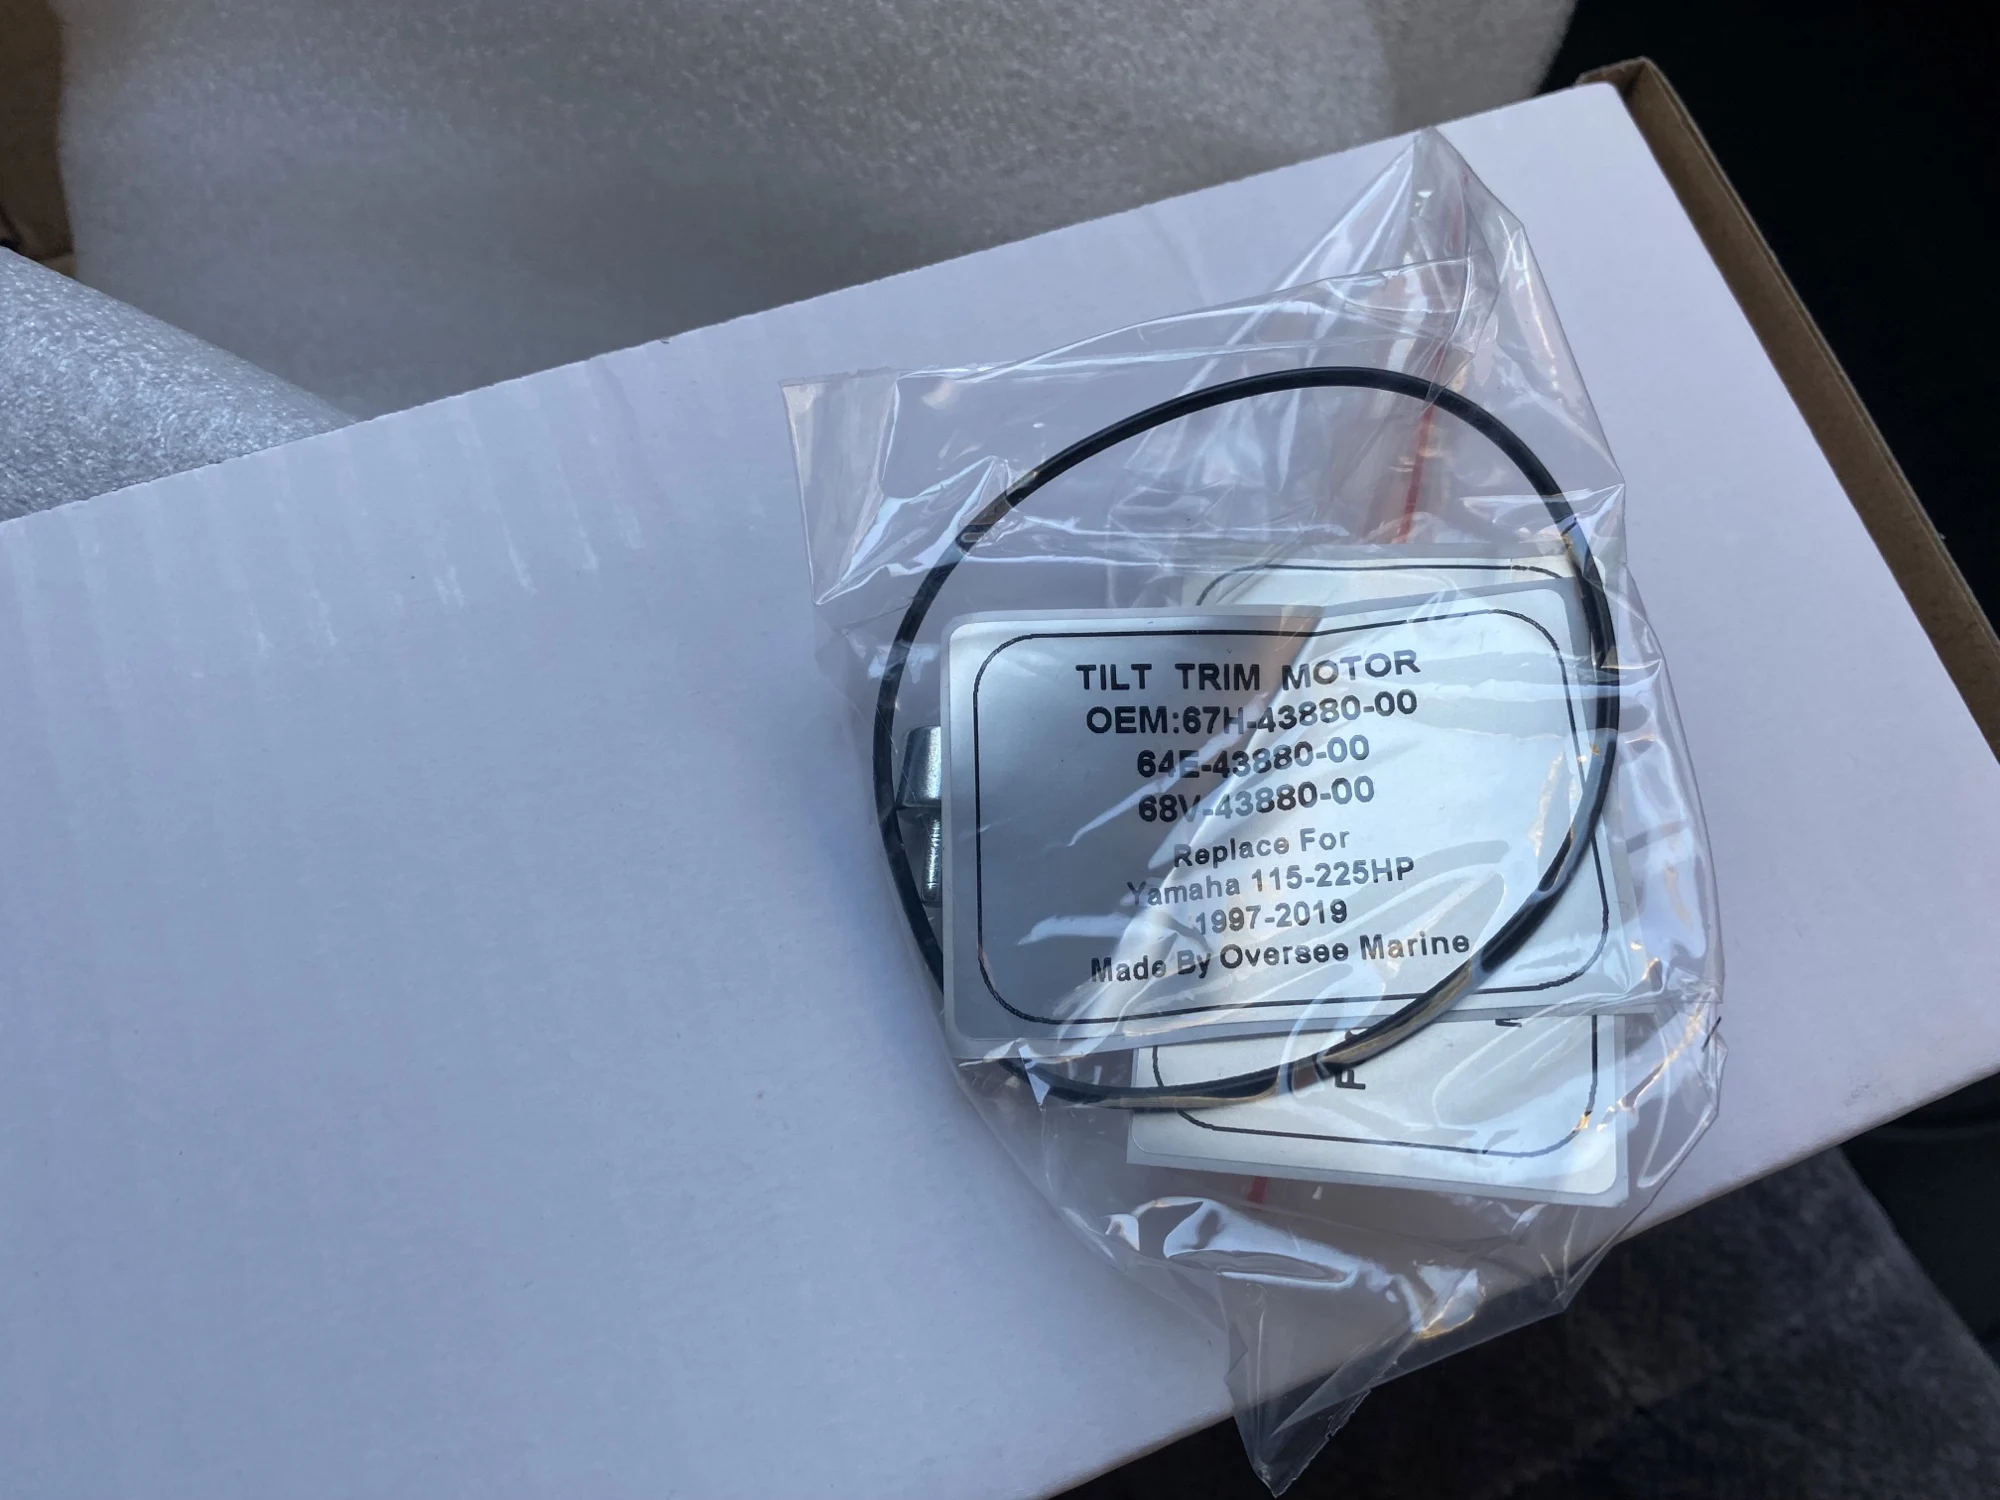 TILT TRIM MOTOR
OEM:67H-43880-00
64E-43880-00
68V-43880-00
Replace For
Yamaha 115-225HP
1997-2019
Made By Oversee Marine